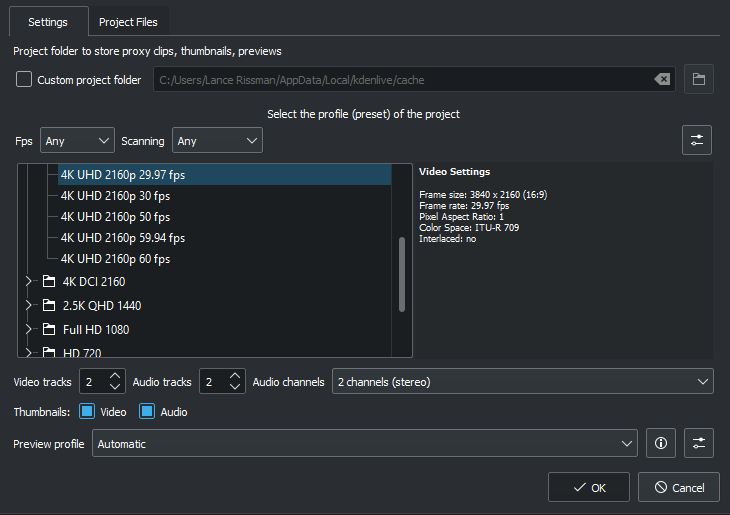 Settings
Project Files
Project folder to store proxy clips, thumbnails, previews
Custom project folder
C:/Users/Lance Rissman/AppData/Local/kdenlive/cache
Select the profile (preset) of the project
Fps Any Scanning Any
4K UHD 2160p 29.97 fps
4K UHD 2160p 30 fps
4K UHD 2160p 50 fps
4K UHD 2160p 59.94 fps
4K UHD 2160p 60 fps
4K DCI 2160
2.5K QHD 1440
Full HD 1080
HD 720
Video Settings
Frame size: 3840 x 2160 (16:9)
Frame rate: 29.97 fps
Pixel Aspect Ratio: 1
Color Space: ITU-R 709
Interlaced: no
Video tracks 2 Audio tracks 2 Audio channels 2 channels (stereo)
Thumbnails: Video Audio
Preview profile Automatic
OK Cancel